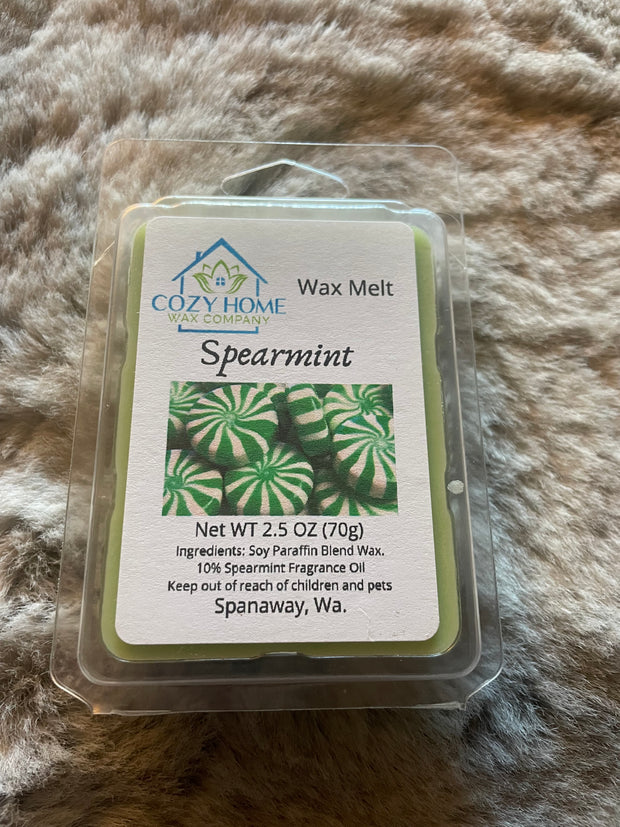 COZY HOME
WAX COMPANY
Wax Melt
Spearmint
Net WT 2.5 OZ (70g)
Ingredients: Soy Paraffin Blend Wax.
10% Spearmint Fragrance Oil
Keep out of reach of children and pets
Spanaway, Wa.